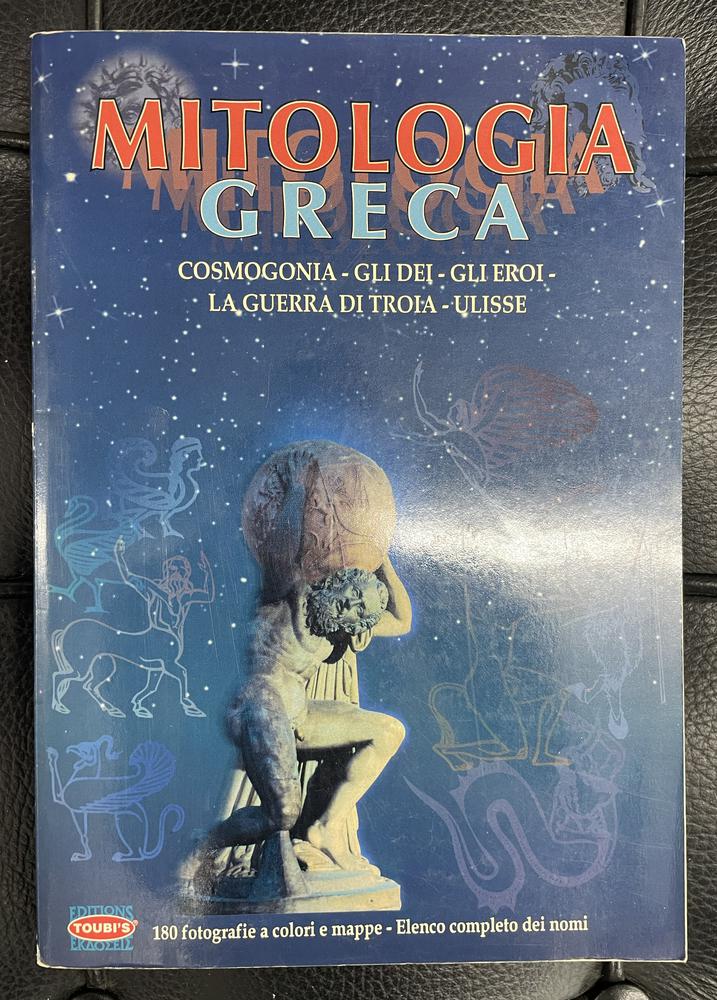 MITOLOGIA
GRECA
COSMOGONIA - GLI DEI - GLI EROI -
LA GUERRA DI TROIA - ULISSE
EDITIONS
TOUBI'S®
ΕΚΔΟΣΕΙΣ
180 fotografie a colori e mappe - Elenco completo dei nomi